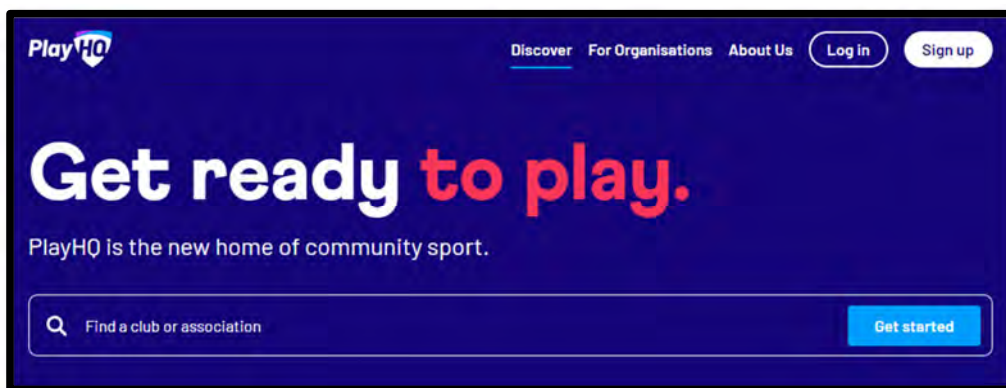 PlayHQ Discover For Organisations About Us Log in Sign up
Get ready to play.
PlayHQ is the new home of community sport.
Find a club or association Get started